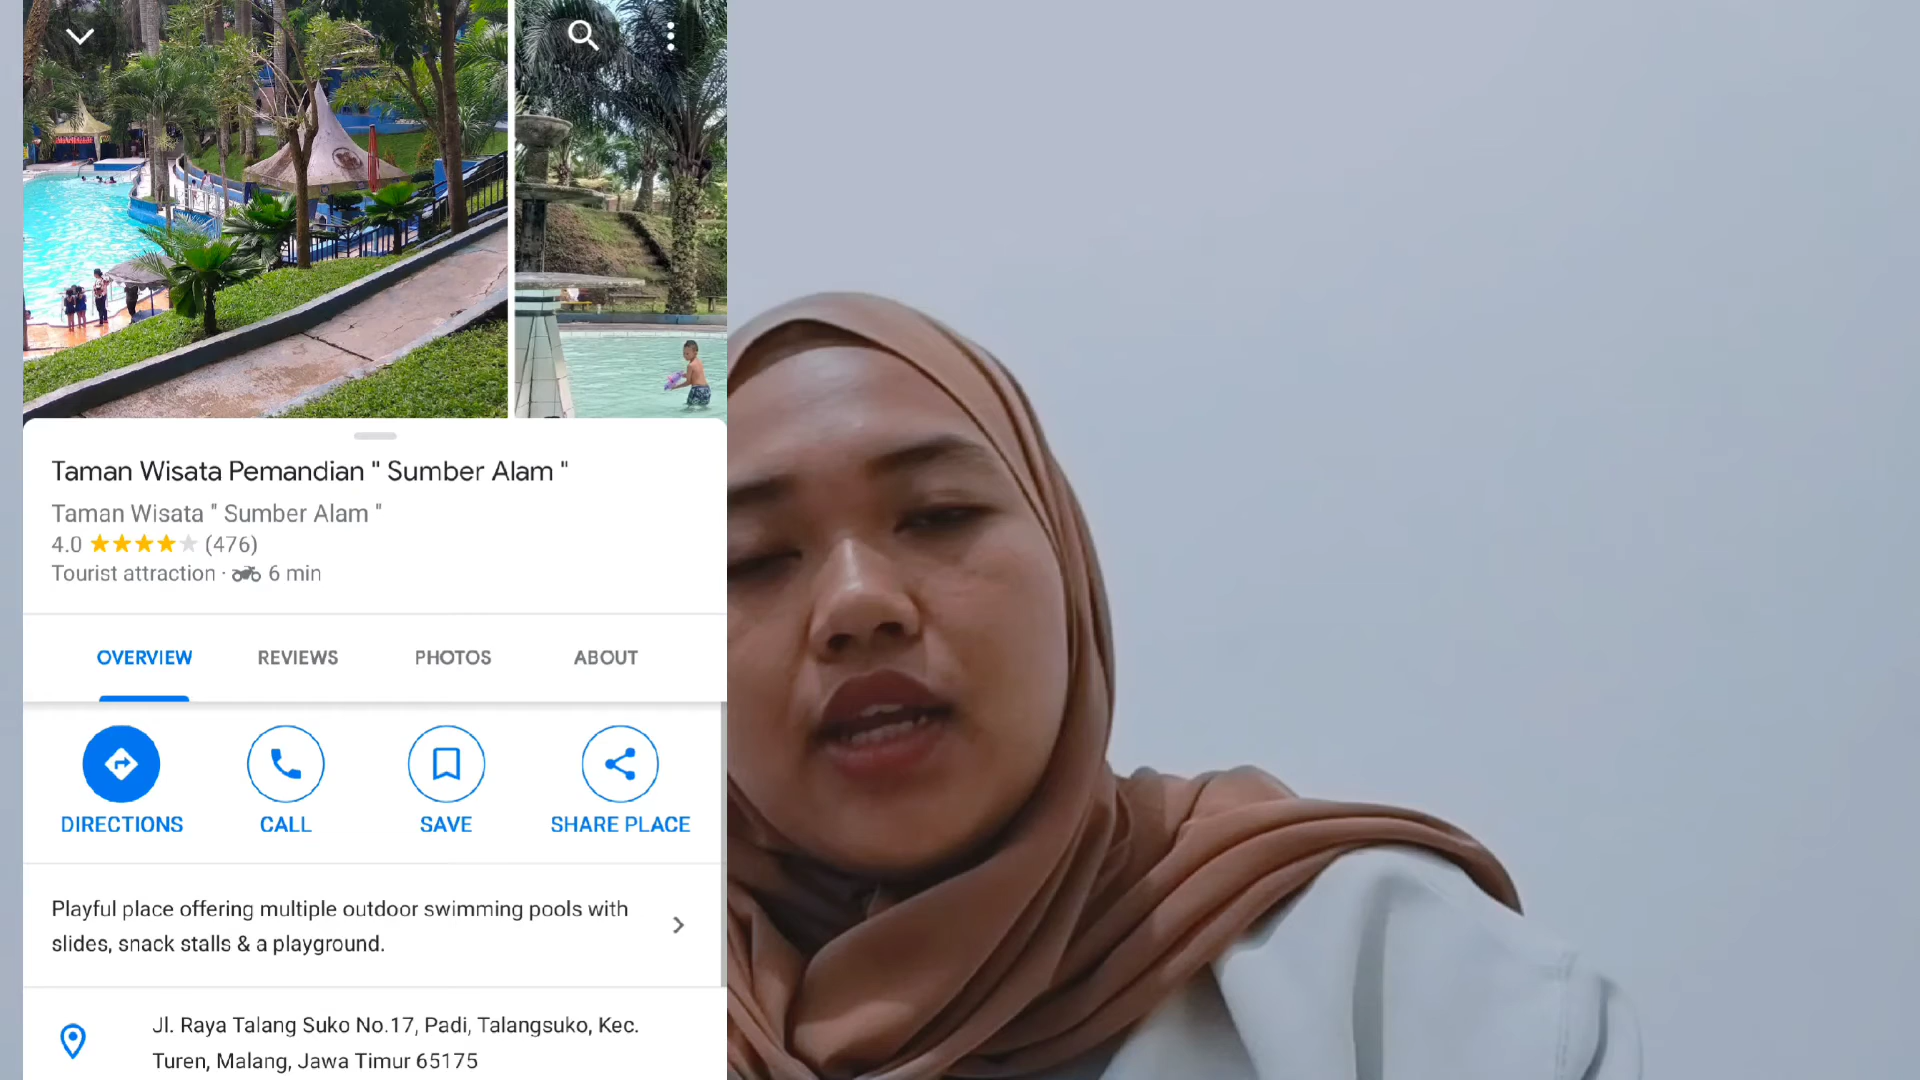 Taman Wisata Pemandian " Sumber Alam "
Taman Wisata " Sumber Alam "
4.0 (476)
Tourist attraction · 6 min
OVERVIEW REVIEWS PHOTOS ABOUT
DIRECTIONS CALL SAVE SHARE PLACE
Playful place offering multiple outdoor swimming pools with
slides, snack stalls & a playground.
Jl. Raya Talang Suko No.17, Padi, Talangsuko, Kec.
Turen, Malang, Jawa Timur 65175